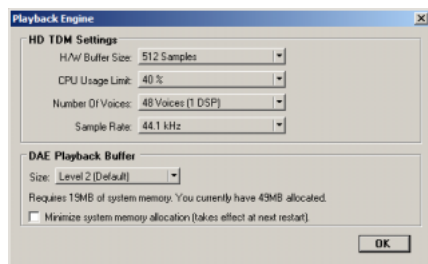 Playback Engine
HD TDM Settings
H/W Buffer Size: 512 Samples
CPU Usage Limit: 40 %
Number Of Voices: 48 Voices (1 DSP)
Sample Rate: 44.1 kHz
DAE Playback Buffer
Size: Level 2 (Default)
Requires 19MB of system memory. You currently have 49MB allocated.
Minimize system memory allocation (takes effect at next restart).
OK